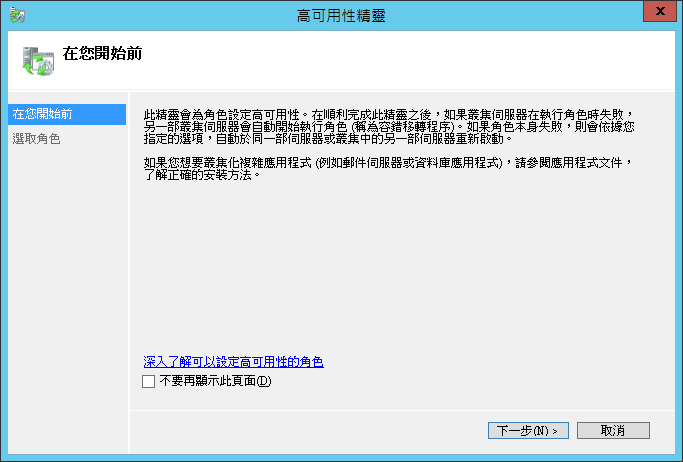 高可用性精靈
在您開始前
在您開始前
選取角色
此精靈會為角色設定高可用性。在順利完成此精靈之後，如果叢集伺服器在執行角色時失敗，
另一部叢集伺服器會自動開始執行角色 (稱為容錯移轉程序)。如果角色本身失敗，則會依據您
指定的選項，自動於同一部伺服器或叢集中的另一部伺服器重新啟動。
如果您想要叢集化複雜應用程式 (例如郵件伺服器或資料庫應用程式)，請參閱應用程式文件，
了解正確的安裝方法。
深入了解可以設定高可用性的角色
不要再顯示此頁面(D)
下一步(N) >
取消